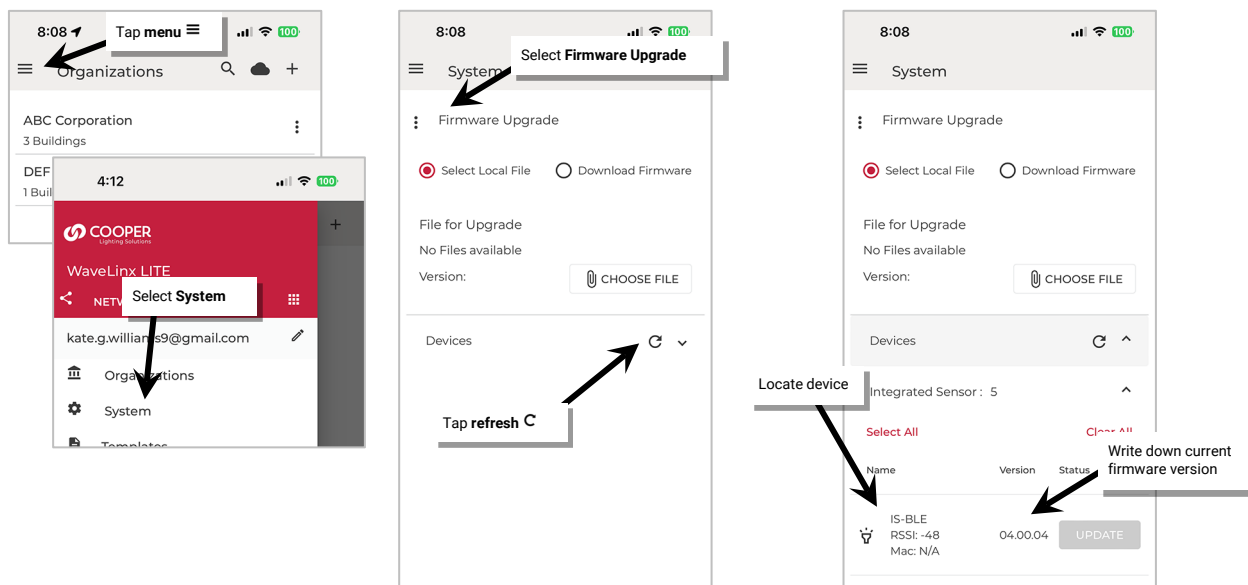 8:08
100
Tap menu
Organizations
ABC Corporation
3 Buildings
DEF
1 Buil
4:12
100
COOPER
Lighting Solutions
WaveLinx LITE
NETW
Select System
kate.g.williams9@gmail.com
Organizations
System
Templates
8:08
100
Select Firmware Upgrade
System
Firmware Upgrade
Select Local File
Download Firmware
File for Upgrade
No Files available
Version:
CHOOSE FILE
Devices
Tap refresh
8:08
100
System
Firmware Upgrade
Select Local File
Download Firmware
File for Upgrade
No Files available
Version:
CHOOSE FILE
Devices
Locate device
Integrated Sensor : 5
Select All
Clear All
Write down current
firmware version
Name
Version
Status
IS-BLE
RSSI: -48
Mac: N/A
04.00.04
UPDATE